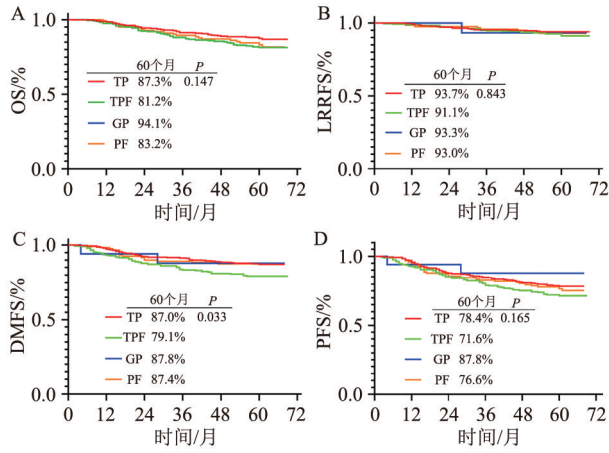 A
OS/%
1.0
0.5
0.0
60个月 P
TP 87.3% 0.147
TPF 81.2%
GP 94.1%
PF 83.2%
0 12 24 36 48 60 72
时间/月
B
LRRFS/%
1.0
0.5
0.0
60个月 P
TP 93.7% 0.843
TPF 91.1%
GP 93.3%
PF 93.0%
0 12 24 36 48 60 72
时间/月
C
DMFS/%
1.0
0.5
0.0
60个月 P
TP 87.0% 0.033
TPF 79.1%
GP 87.8%
PF 87.4%
0 12 24 36 48 60 72
时间/月
D
PFS/%
1.0
0.5
0.0
60个月 P
TP 78.4% 0.165
TPF 71.6%
GP 87.8%
PF 76.6%
0 12 24 36 48 60 72
时间/月